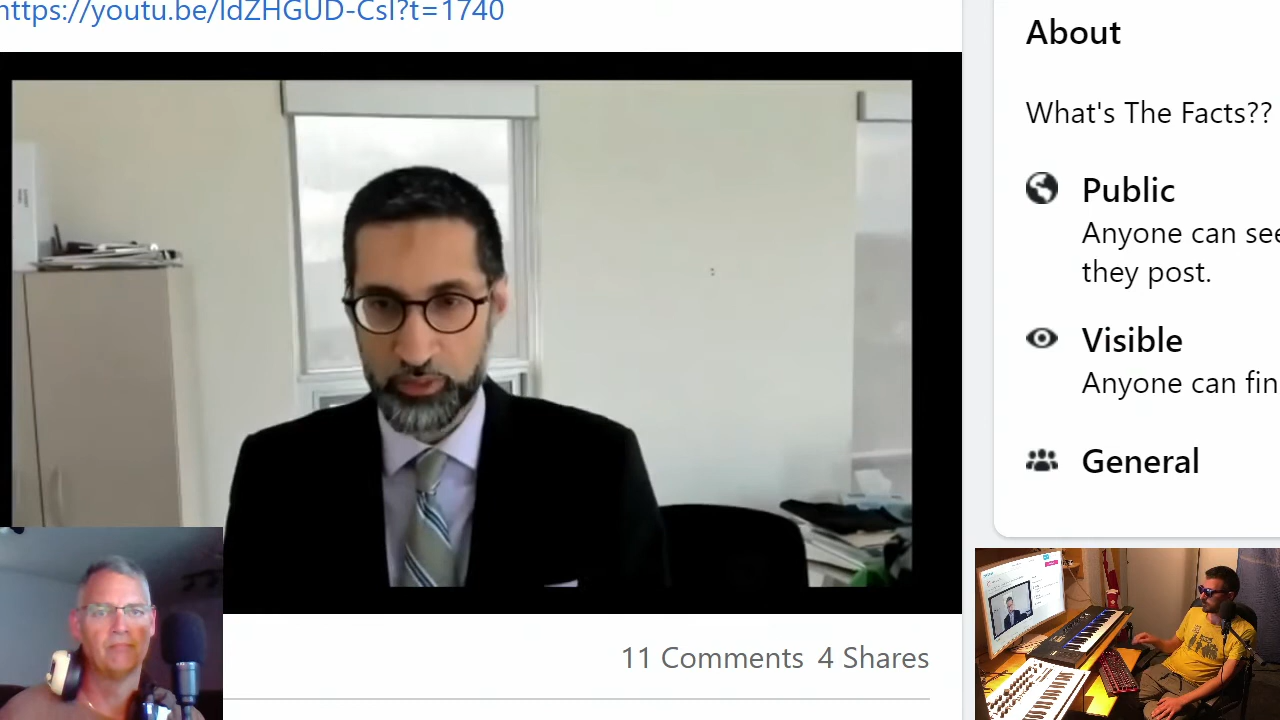 https://youtu.be/ldZHGUD-CsI?t=1740
About
What's The Facts??
Public
Anyone can see
they post.
Visible
Anyone can fin
General
11 Comments 4 Shares